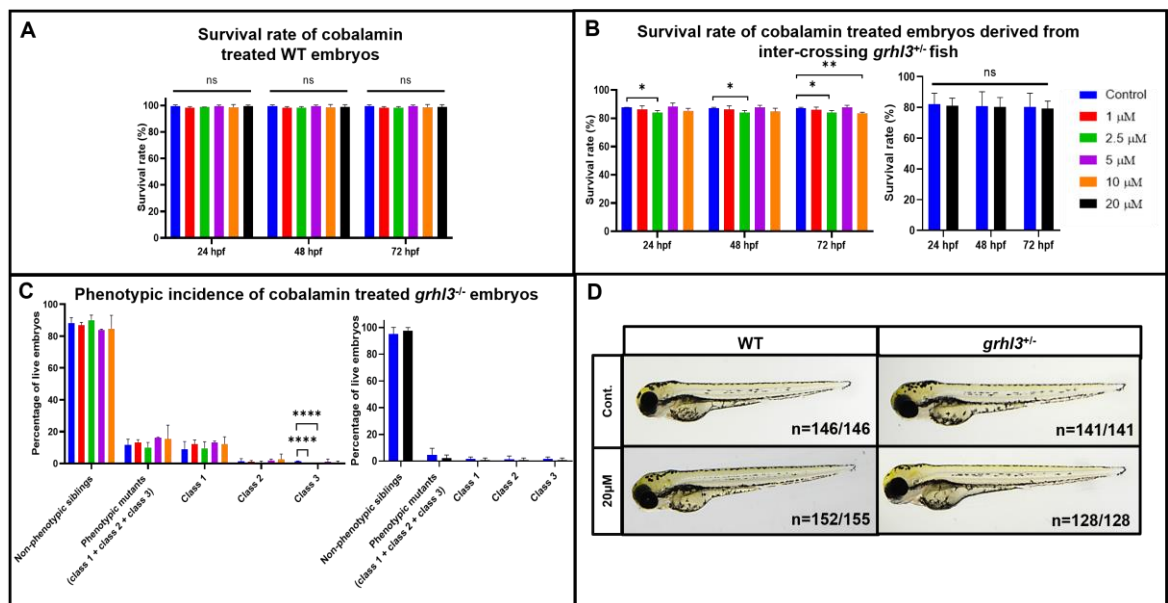 A
Survival rate of cobalamin
treated WT embryos
ns
ns
ns
Survival rate (%)
100
80
60
40
20
0
24 hpf
48 hpf
72 hpf
B
Survival rate of cobalamin treated embryos derived from
inter-crossing grhl3+/- fish
*
*
**
*
Survival rate (%)
100
80
60
40
20
0
24 hpf
48 hpf
72 hpf
ns
Survival rate (%)
100
80
60
40
20
0
24 hpf
48 hpf
72 hpf
Control
1 μM
2.5 μM
5 μM
10 μM
20 μM
C
Phenotypic incidence of cobalamin treated grhl3-/- embryos
Percentage of live embryos
100
80
60
40
20
0
****
****
Non-phenotypic siblings
Phenotypic mutants
(class 1 + class 2 + class 3)
Class 1
Class 2
Class 3
Percentage of live embryos
100
80
60
40
20
0
Non-phenotypic siblings
Phenotypic mutants
(class 1 + class 2 + class 3)
Class 1
Class 2
Class 3
D
WT
grhl3+/-
Cont.
n=146/146
n=141/141
20μM
n=152/155
n=128/128